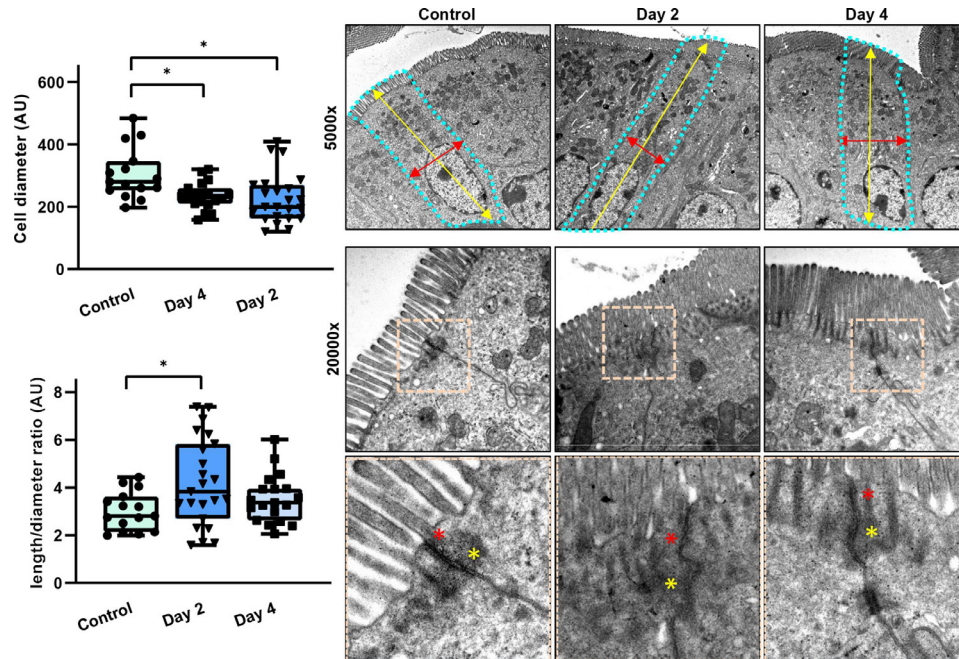 Cell diameter (AU)
600
400
200
0
*
*
Control
Day 4
Day 2
length/diameter ratio (AU)
8
6
4
2
0
*
Control
Day 2
Day 4
Control
Day 2
Day 4
5000x
20000x
*
*
*
*
*
*